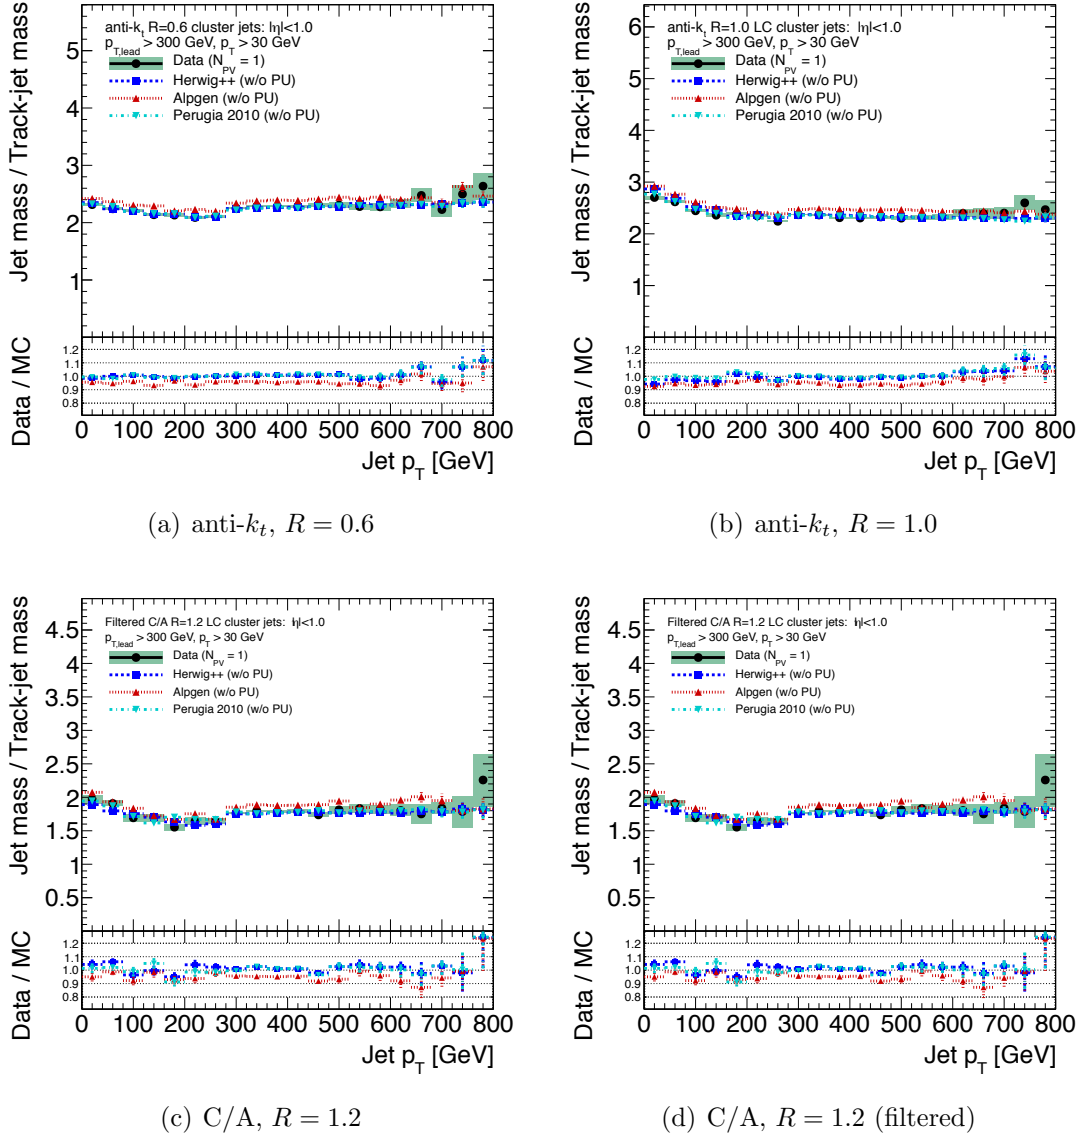 anti-k_t R=0.6 cluster jets: |η|<1.0
p_T,lead > 300 GeV, p_T > 30 GeV
Data (N_PV = 1)
Herwig++ (w/o PU)
Alpgen (w/o PU)
Perugia 2010 (w/o PU)
Jet mass / Track-jet mass
5
4
3
2
1
Data / MC
1.2
1.1
1.0
0.9
0.8
0 100 200 300 400 500 600 700 800
Jet p_T [GeV]
(a) anti-k_t, R = 0.6
anti-k_t R=1.0 LC cluster jets: |η|<1.0
p_T,lead > 300 GeV, p_T > 30 GeV
Data (N_PV = 1)
Herwig++ (w/o PU)
Alpgen (w/o PU)
Perugia 2010 (w/o PU)
Jet mass / Track-jet mass
6
5
4
3
2
1
Data / MC
1.2
1.1
1.0
0.9
0.8
0 100 200 300 400 500 600 700 800
Jet p_T [GeV]
(b) anti-k_t, R = 1.0
Filtered C/A R=1.2 LC cluster jets: |η|<1.0
p_T,lead > 300 GeV, p_T > 30 GeV
Data (N_PV = 1)
Herwig++ (w/o PU)
Alpgen (w/o PU)
Perugia 2010 (w/o PU)
Jet mass / Track-jet mass
4.5
4
3.5
3
2.5
2
1.5
1
0.5
Data / MC
1.2
1.1
1.0
0.9
0.8
0 100 200 300 400 500 600 700 800
Jet p_T [GeV]
(c) C/A, R = 1.2
Filtered C/A R=1.2 LC cluster jets: |η|<1.0
p_T,lead > 300 GeV, p_T > 30 GeV
Data (N_PV = 1)
Herwig++ (w/o PU)
Alpgen (w/o PU)
Perugia 2010 (w/o PU)
Jet mass / Track-jet mass
4.5
4
3.5
3
2.5
2
1.5
1
0.5
Data / MC
1.2
1.1
1.0
0.9
0.8
0 100 200 300 400 500 600 700 800
Jet p_T [GeV]
(d) C/A, R = 1.2 (filtered)